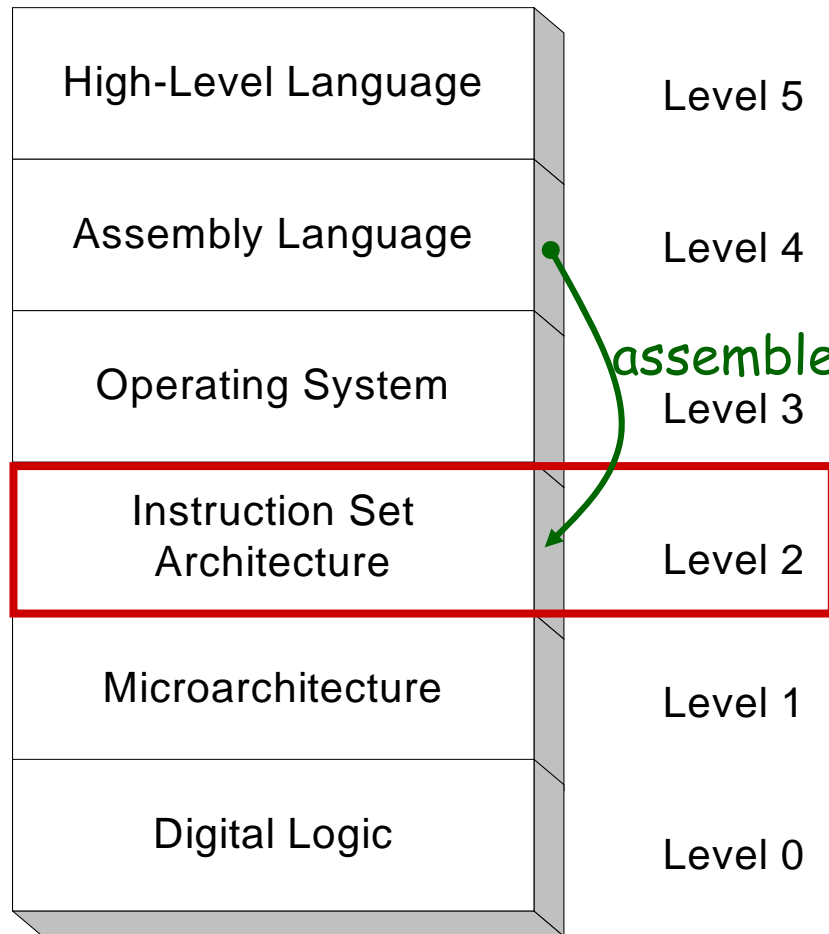 High-Level Language
Level 5
Assembly Language
Level 4
assemble
Operating System
Level 3
Instruction Set
Architecture
Level 2
Microarchitecture
Level 1
Digital Logic
Level 0